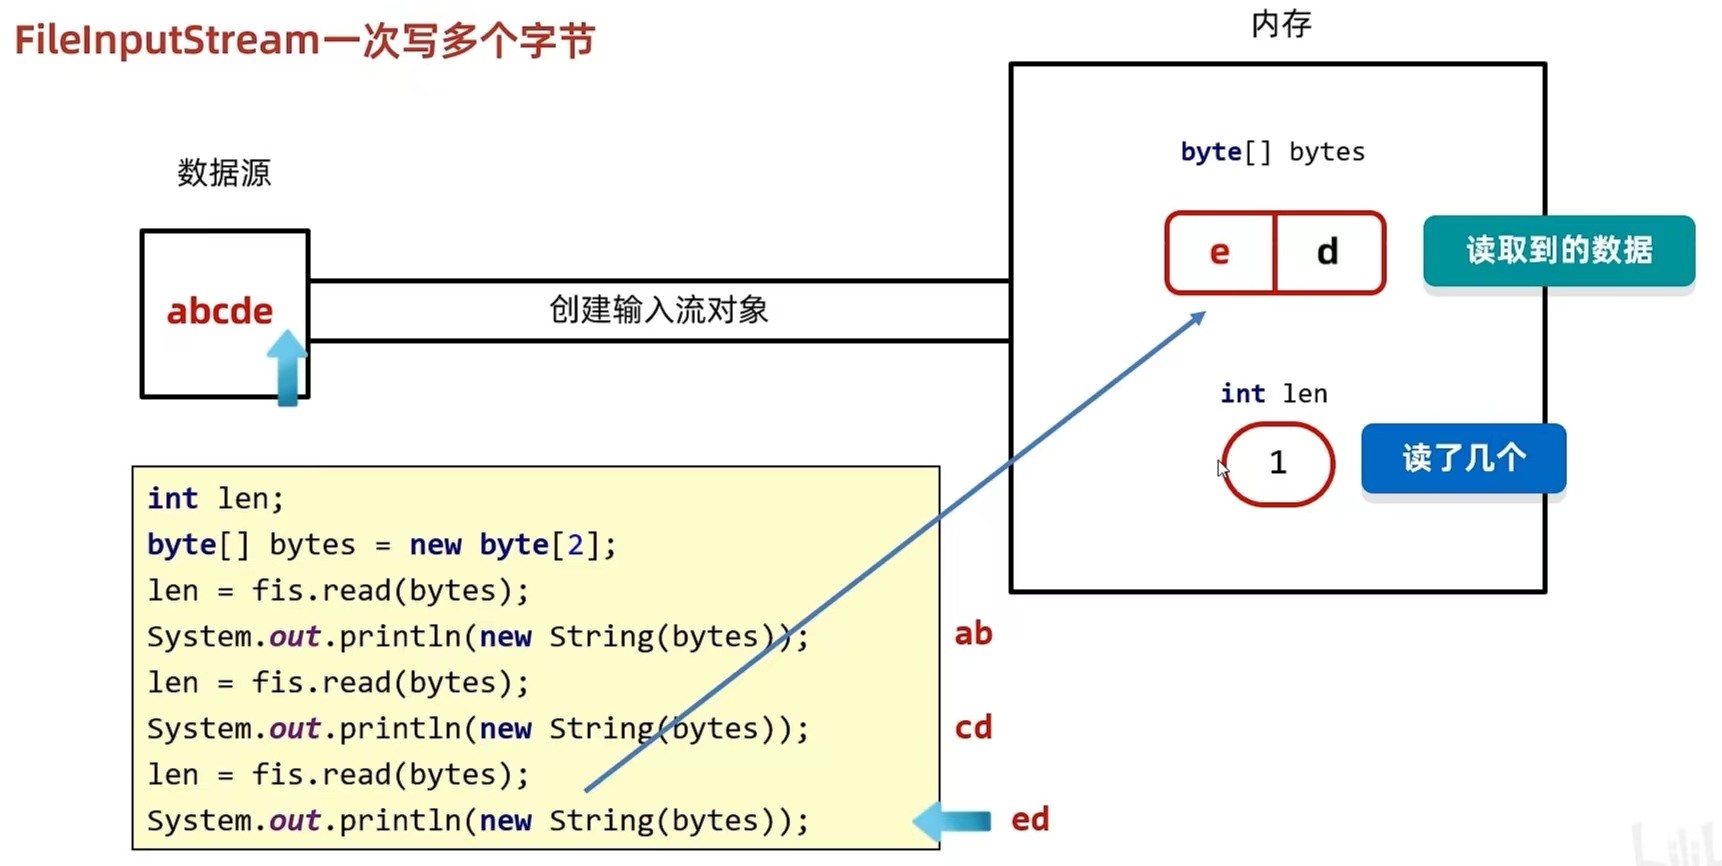 FileInputStream一次写多个字节
内存
数据源
byte[] bytes
e d
读取到的数据
abcde
创建输入流对象
int len
1
读了几个
int len;
byte[] bytes = new byte[2];
len = fis.read(bytes);
System.out.println(new String(bytes));
ab
len = fis.read(bytes);
System.out.println(new String(bytes));
cd
len = fis.read(bytes);
System.out.println(new String(bytes));
ed